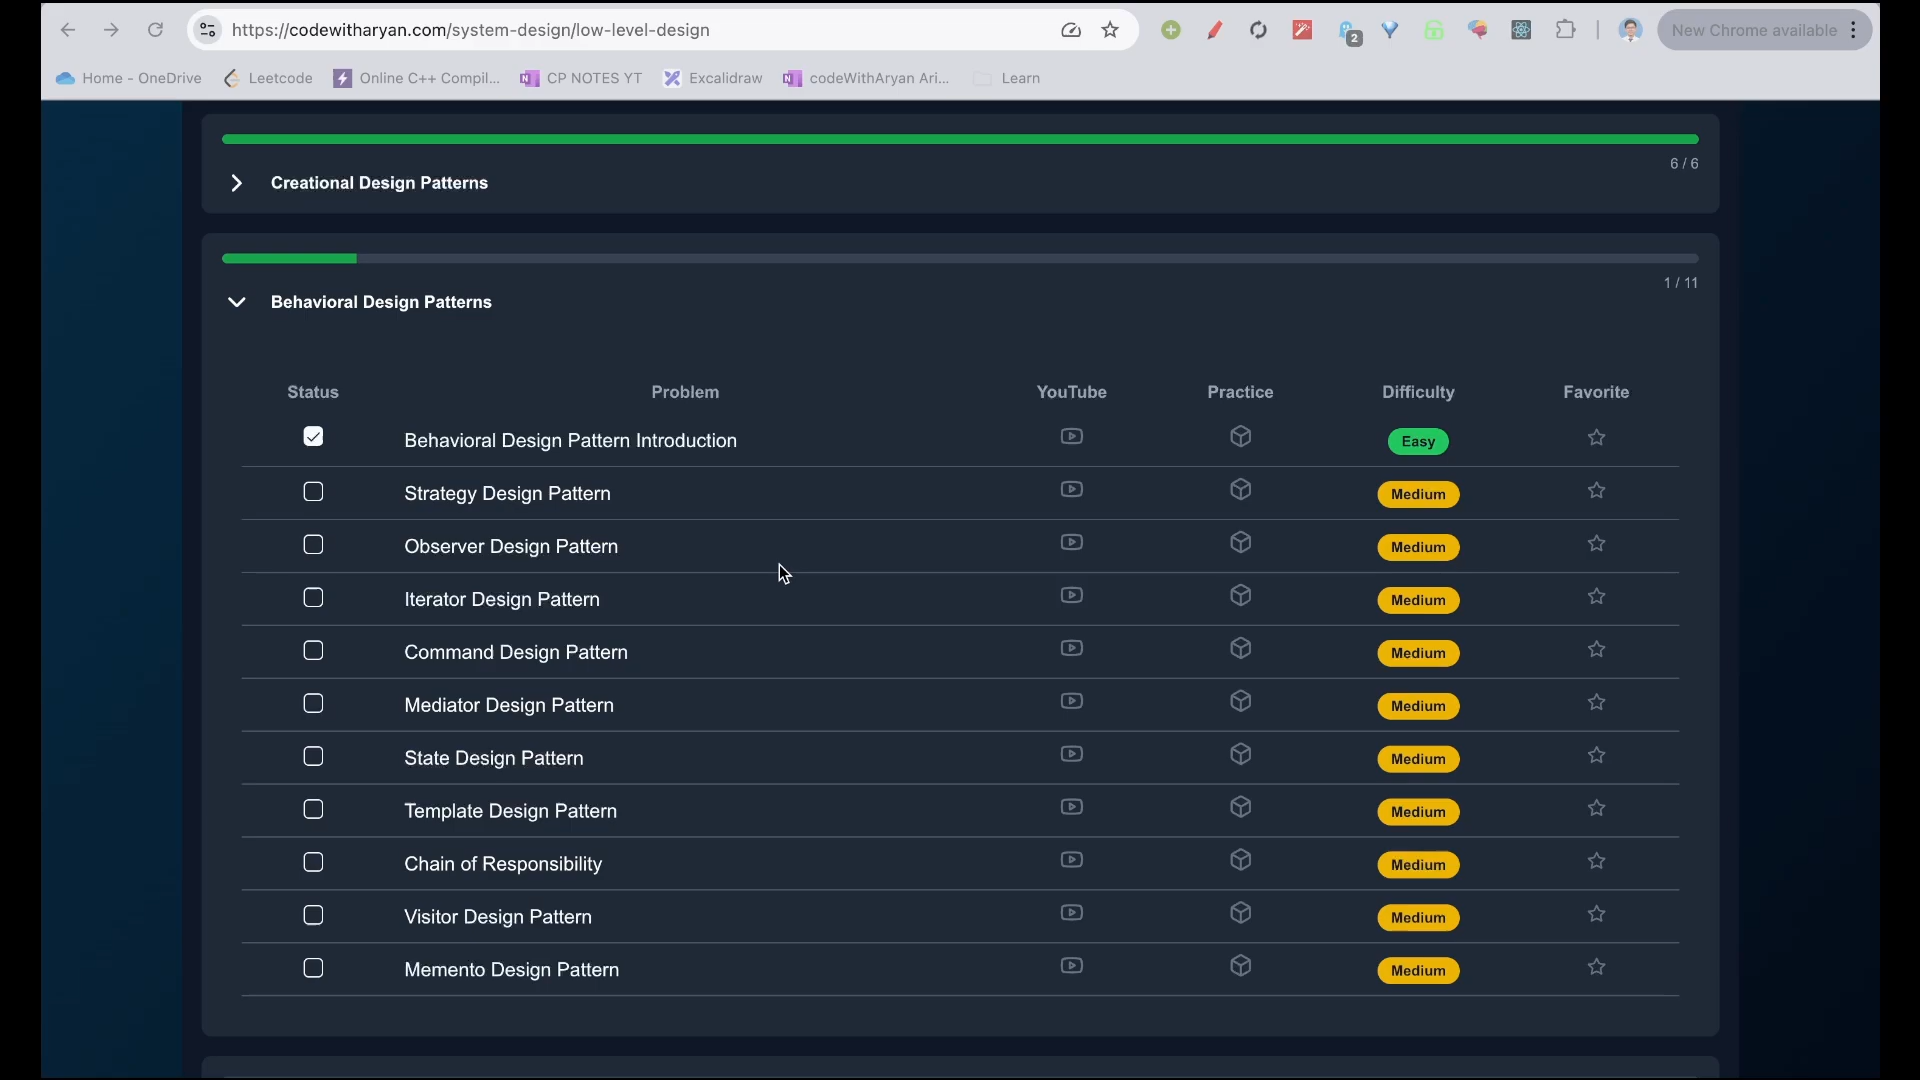 https://codewitharyan.com/system-design/low-level-design
2
New Chrome available
Home - OneDrive
Leetcode
Online C++ Compil...
CP NOTES YT
Excalidraw
codeWithAryan Ari...
Learn
6 / 6
Creational Design Patterns
1 / 11
Behavioral Design Patterns
Status Problem YouTube Practice Difficulty Favorite
Behavioral Design Pattern Introduction Easy
Strategy Design Pattern Medium
Observer Design Pattern Medium
Iterator Design Pattern Medium
Command Design Pattern Medium
Mediator Design Pattern Medium
State Design Pattern Medium
Template Design Pattern Medium
Chain of Responsibility Medium
Visitor Design Pattern Medium
Memento Design Pattern Medium